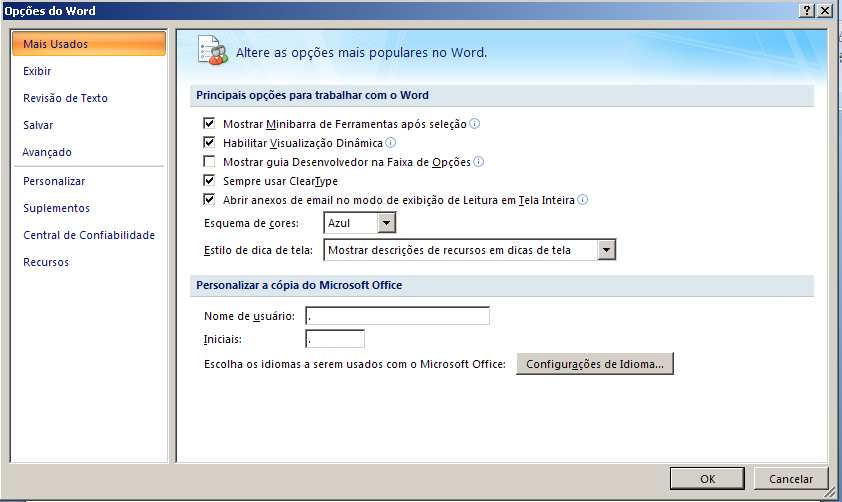 Opções do Word
Mais Usados
Exibir
Revisão de Texto
Salvar
Avançado
Personalizar
Suplementos
Central de Confiabilidade
Recursos
Altere as opções mais populares no Word.
Principais opções para trabalhar com o Word
Mostrar Minibarra de Ferramentas após seleção
Habilitar Visualização Dinâmica
Mostrar guia Desenvolvedor na Faixa de Opções
Sempre usar ClearType
Abrir anexos de email no modo de exibição de Leitura em Tela Inteira
Esquema de cores: Azul
Estilo de dica de tela: Mostrar descrições de recursos em dicas de tela
Personalizar a cópia do Microsoft Office
Nome de usuário: .
Iniciais: .
Escolha os idiomas a serem usados com o Microsoft Office: Configurações de Idioma...
OK Cancelar